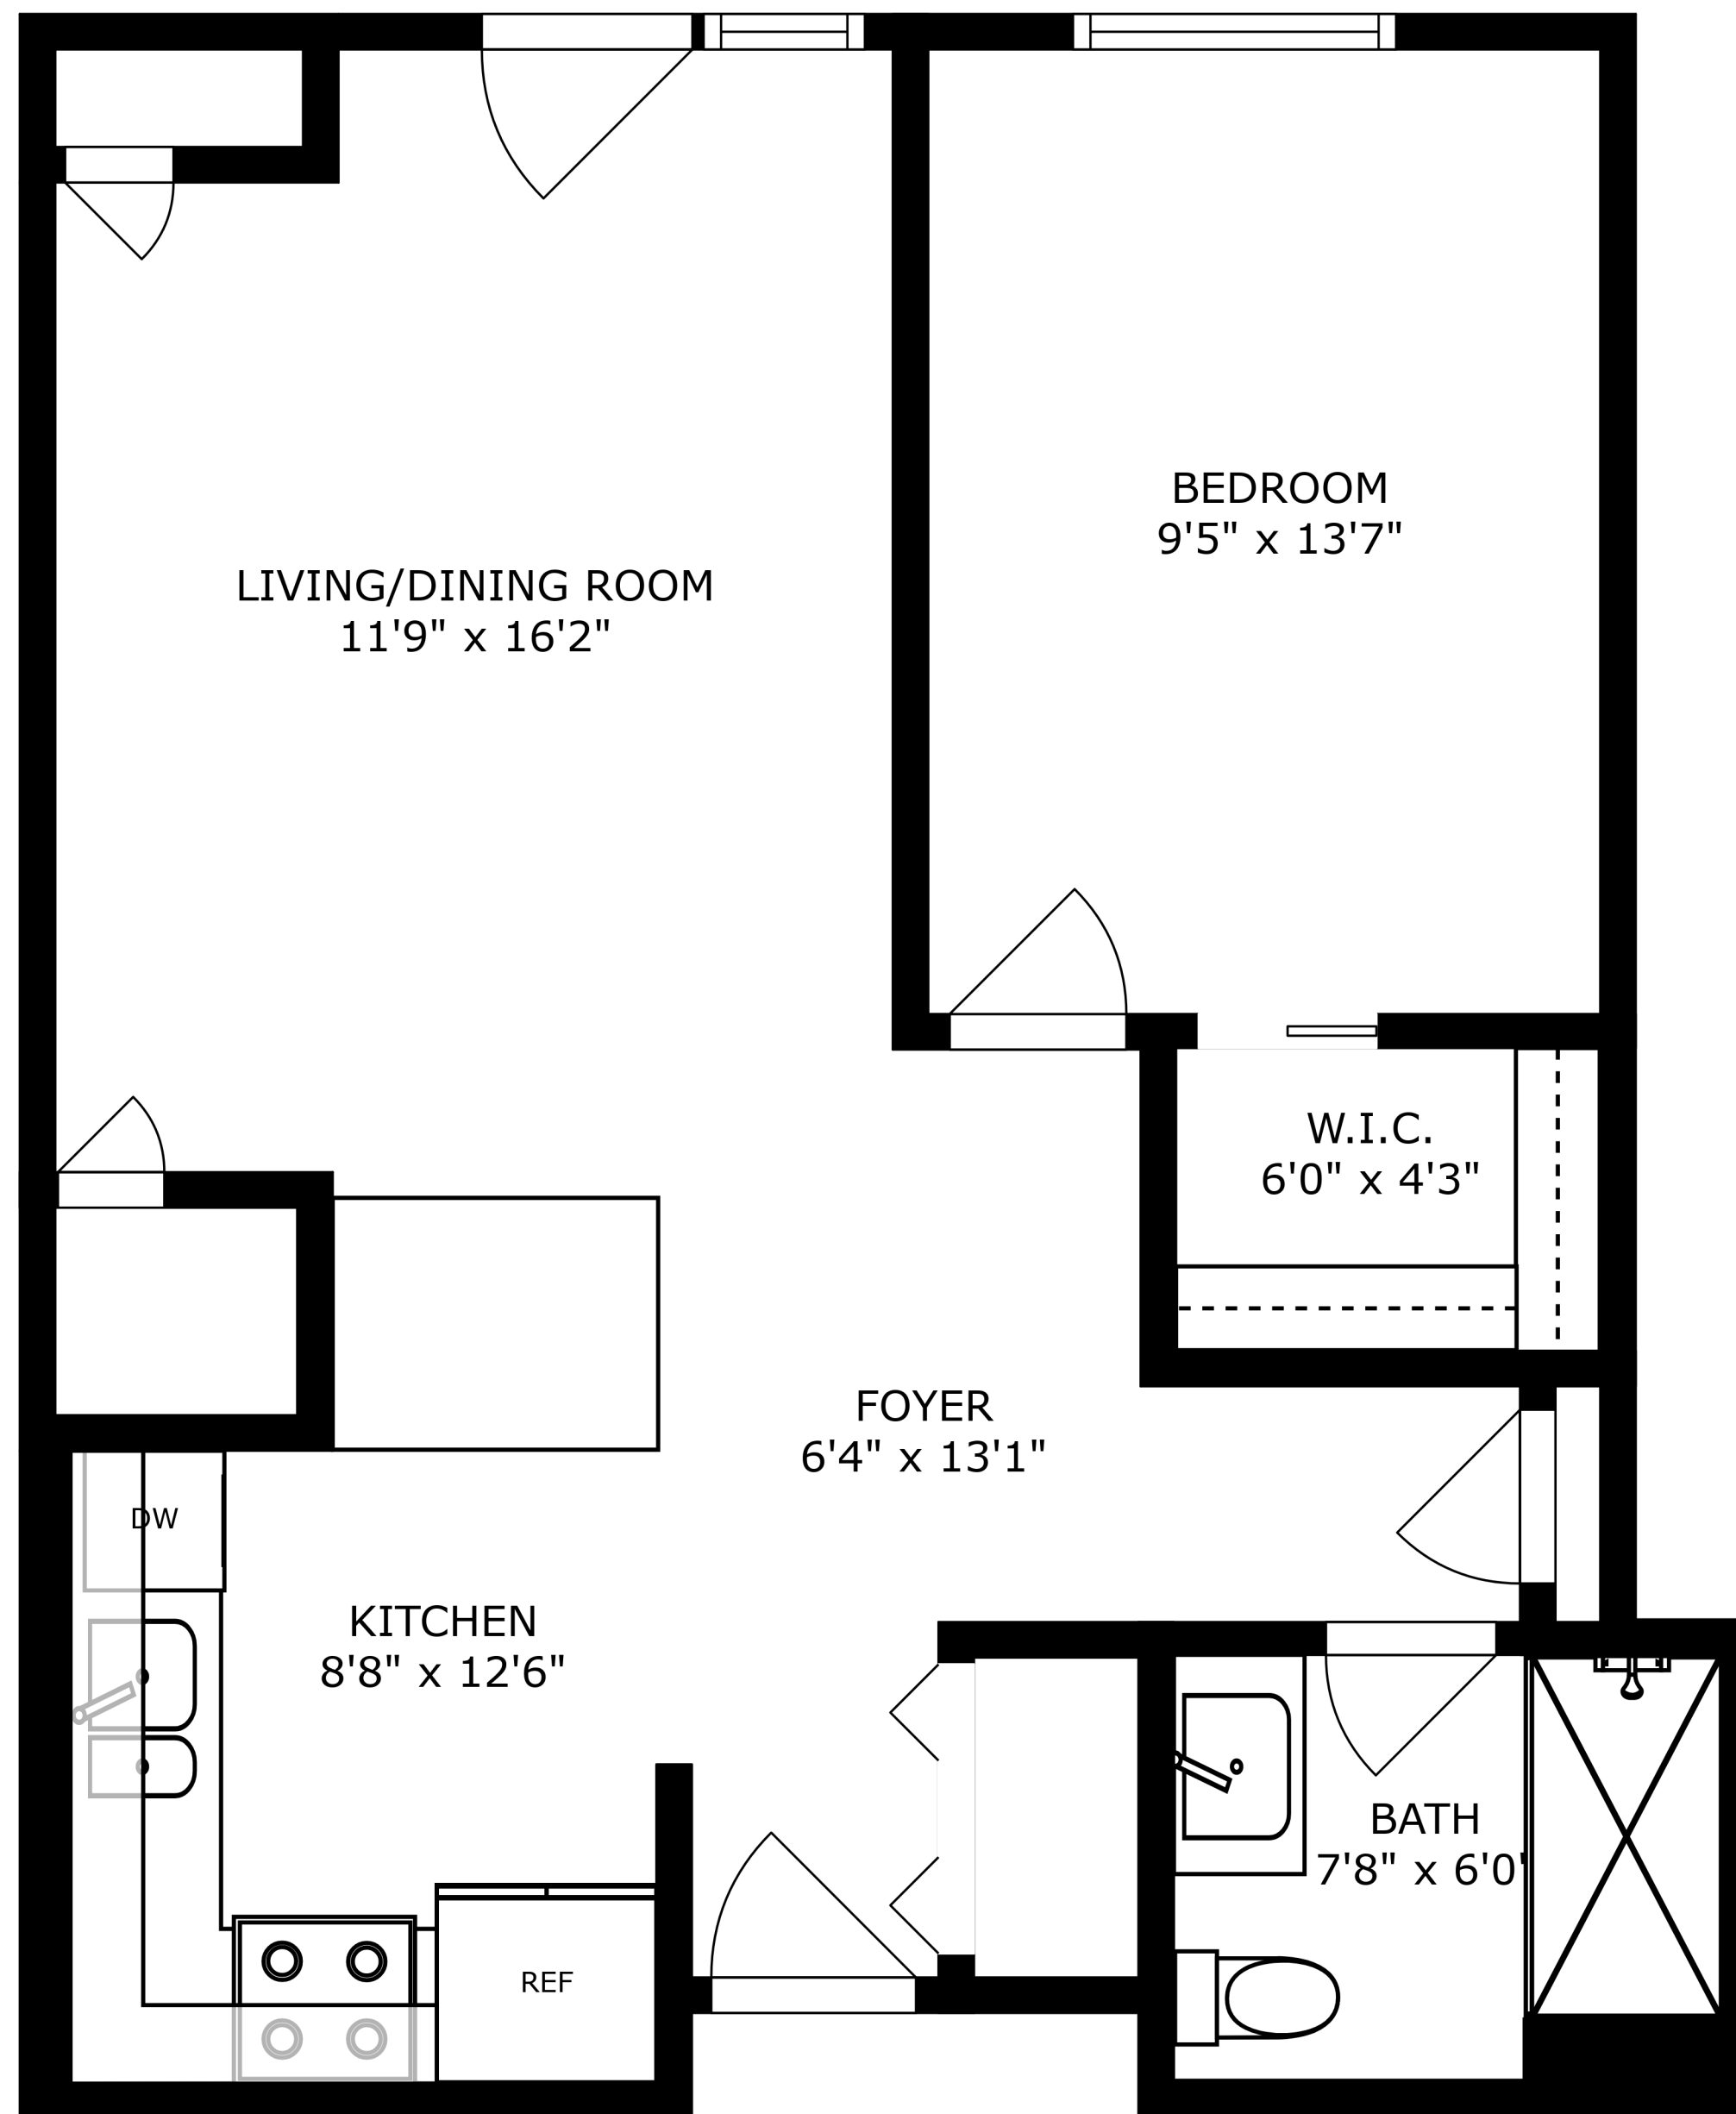 BEDROOM
9'5" x 13'7"
LIVING/DINING ROOM
11'9" x 16'2"
W.I.C.
6'0" x 4'3"
FOYER
6'4" x 13'1"
DW
KITCHEN
8'8" x 12'6"
BATH
7'8" x 6'0"
REF